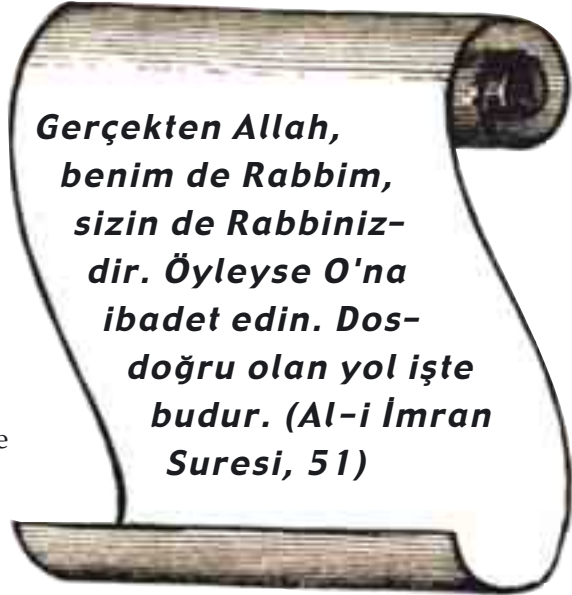 Gerçekten Allah,
benim de Rabbim,
sizin de Rabbiniz-
dir. Öyleyse O'na
ibadet edin. Dos-
doğru olan yol işte
budur. (Al-i İmran
Suresi, 51)
e